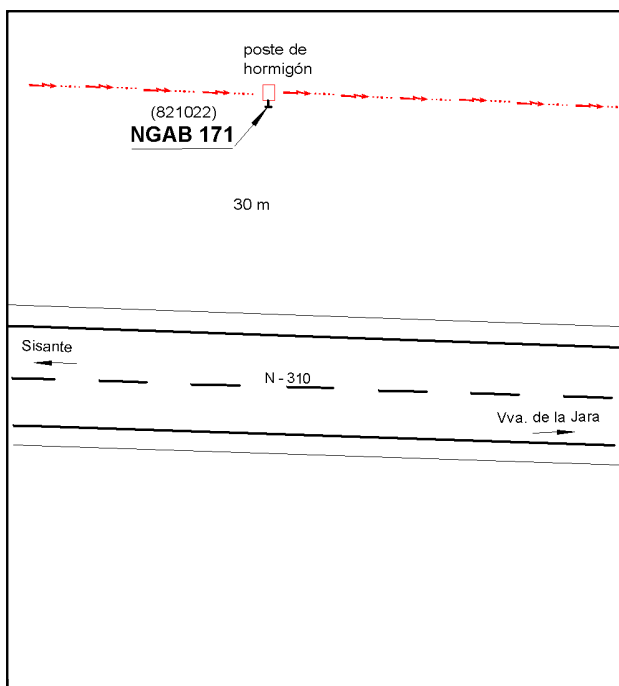 poste de
hormigón
(821022)
NGAB 171
30 m
Sisante
N - 310
Vva. de la Jara